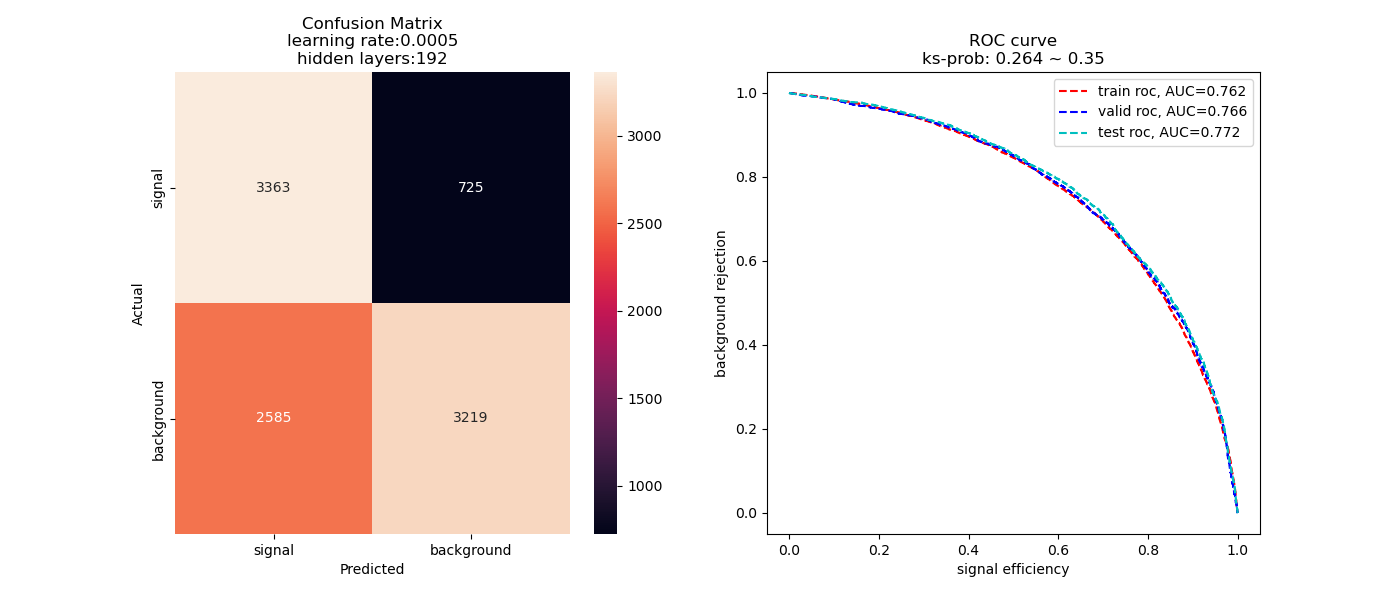 Confusion Matrix
learning rate:0.0005
hidden layers:192
signal
background
Actual
3363
725
2585
3219
signal
background
Predicted
3000
2500
2000
1500
1000
ROC curve
ks-prob: 0.264 ~ 0.35
train roc, AUC=0.762
valid roc, AUC=0.766
test roc, AUC=0.772
background rejection
1.0
0.8
0.6
0.4
0.2
0.0
0.0
0.2
0.4
0.6
0.8
1.0
signal efficiency